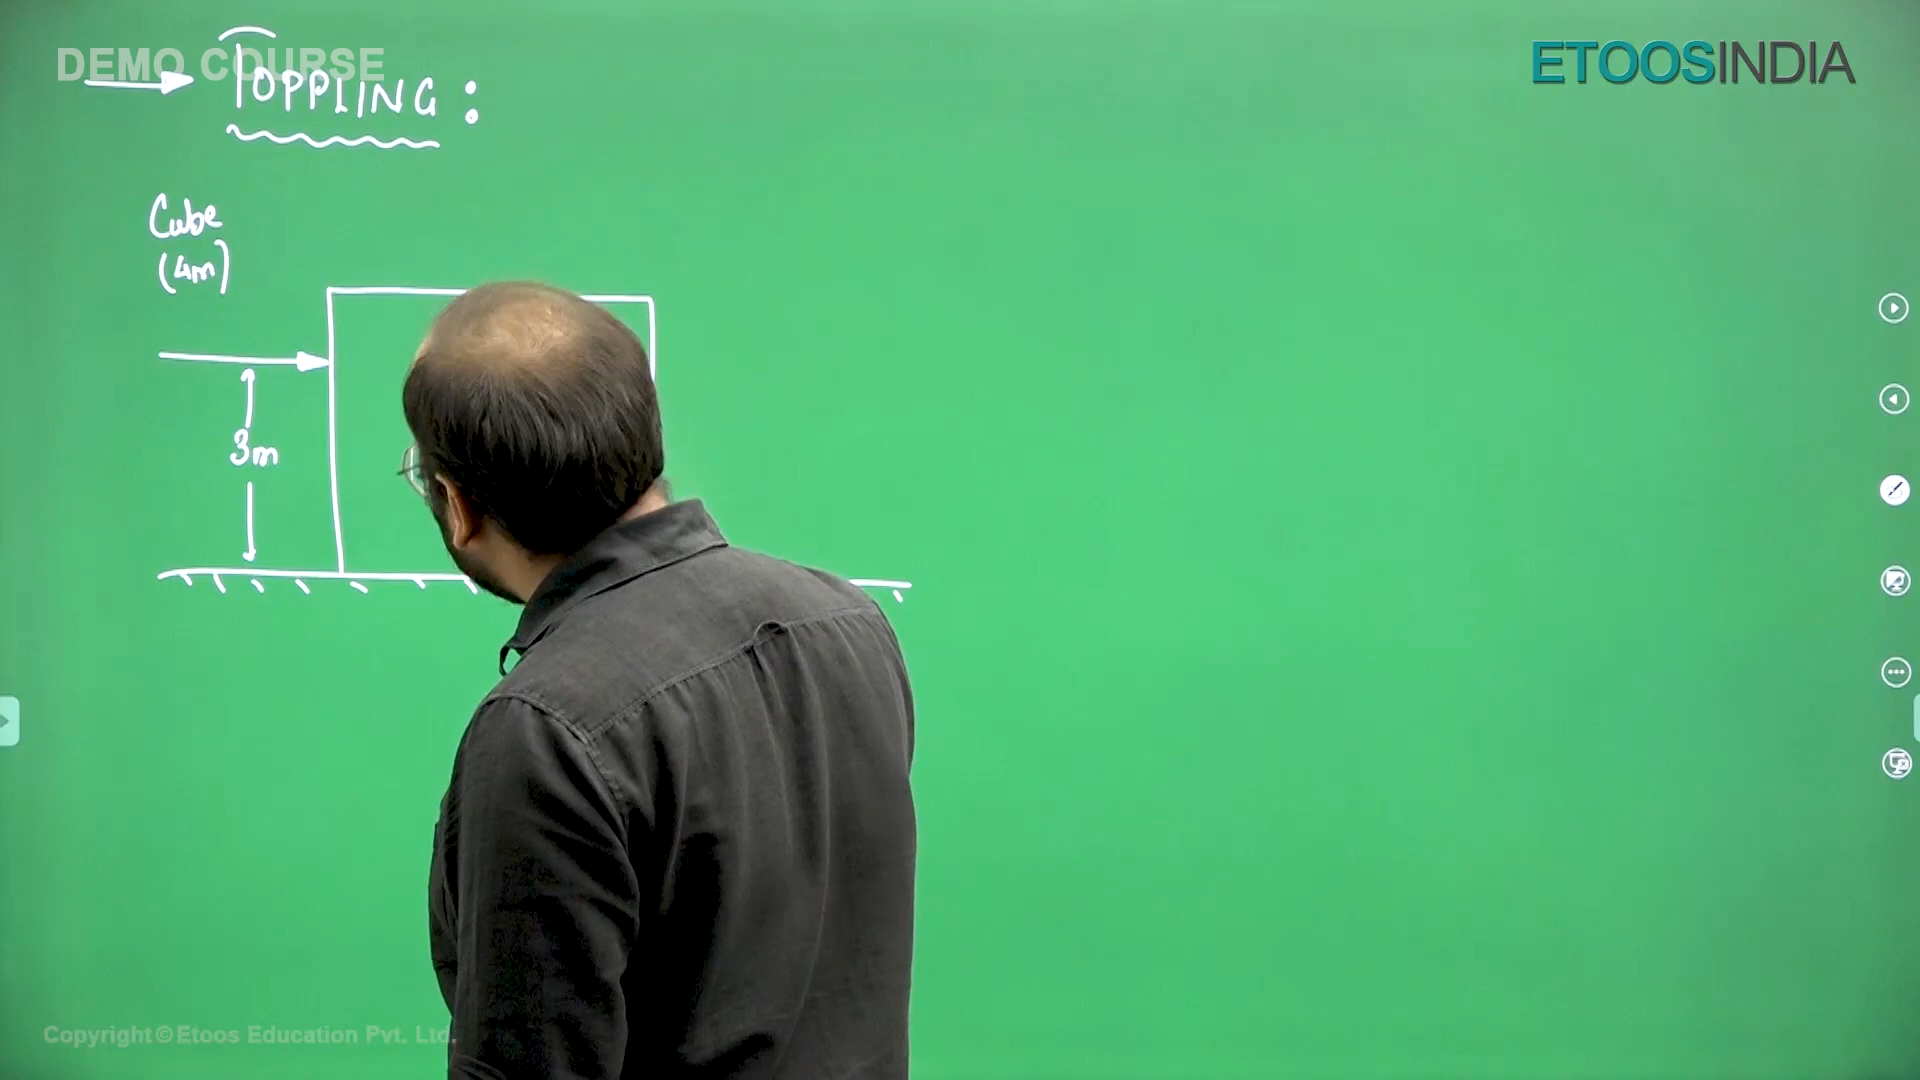 DEMO COURSE
ETOOSINDIA
TOPPLING :
Cube
(4m)
3m
Copyright © Etoos Education Pvt. Ltd.